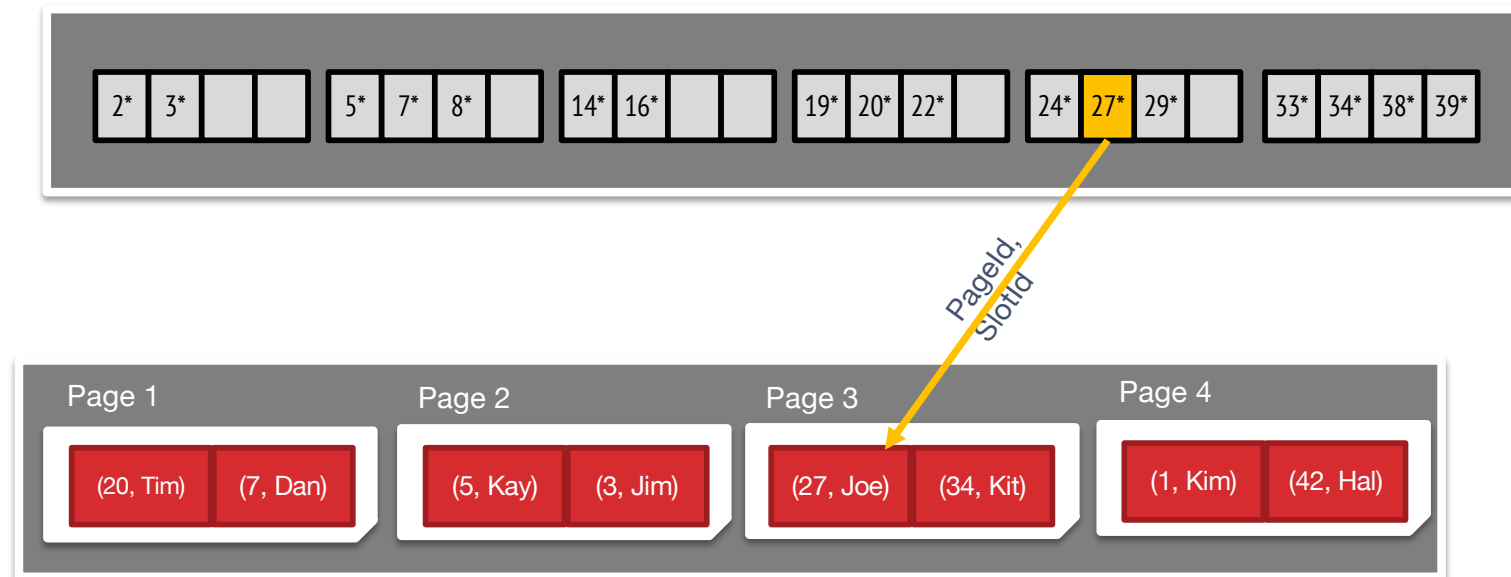 2* 3* 5* 7* 8* 14* 16* 19* 20* 22* 24* 27* 29* 33* 34* 38* 39*
PageId,
SlotId
Page 1 Page 2 Page 3 Page 4
(20, Tim) (7, Dan) (5, Kay) (3, Jim) (27, Joe) (34, Kit) (1, Kim) (42, Hal)